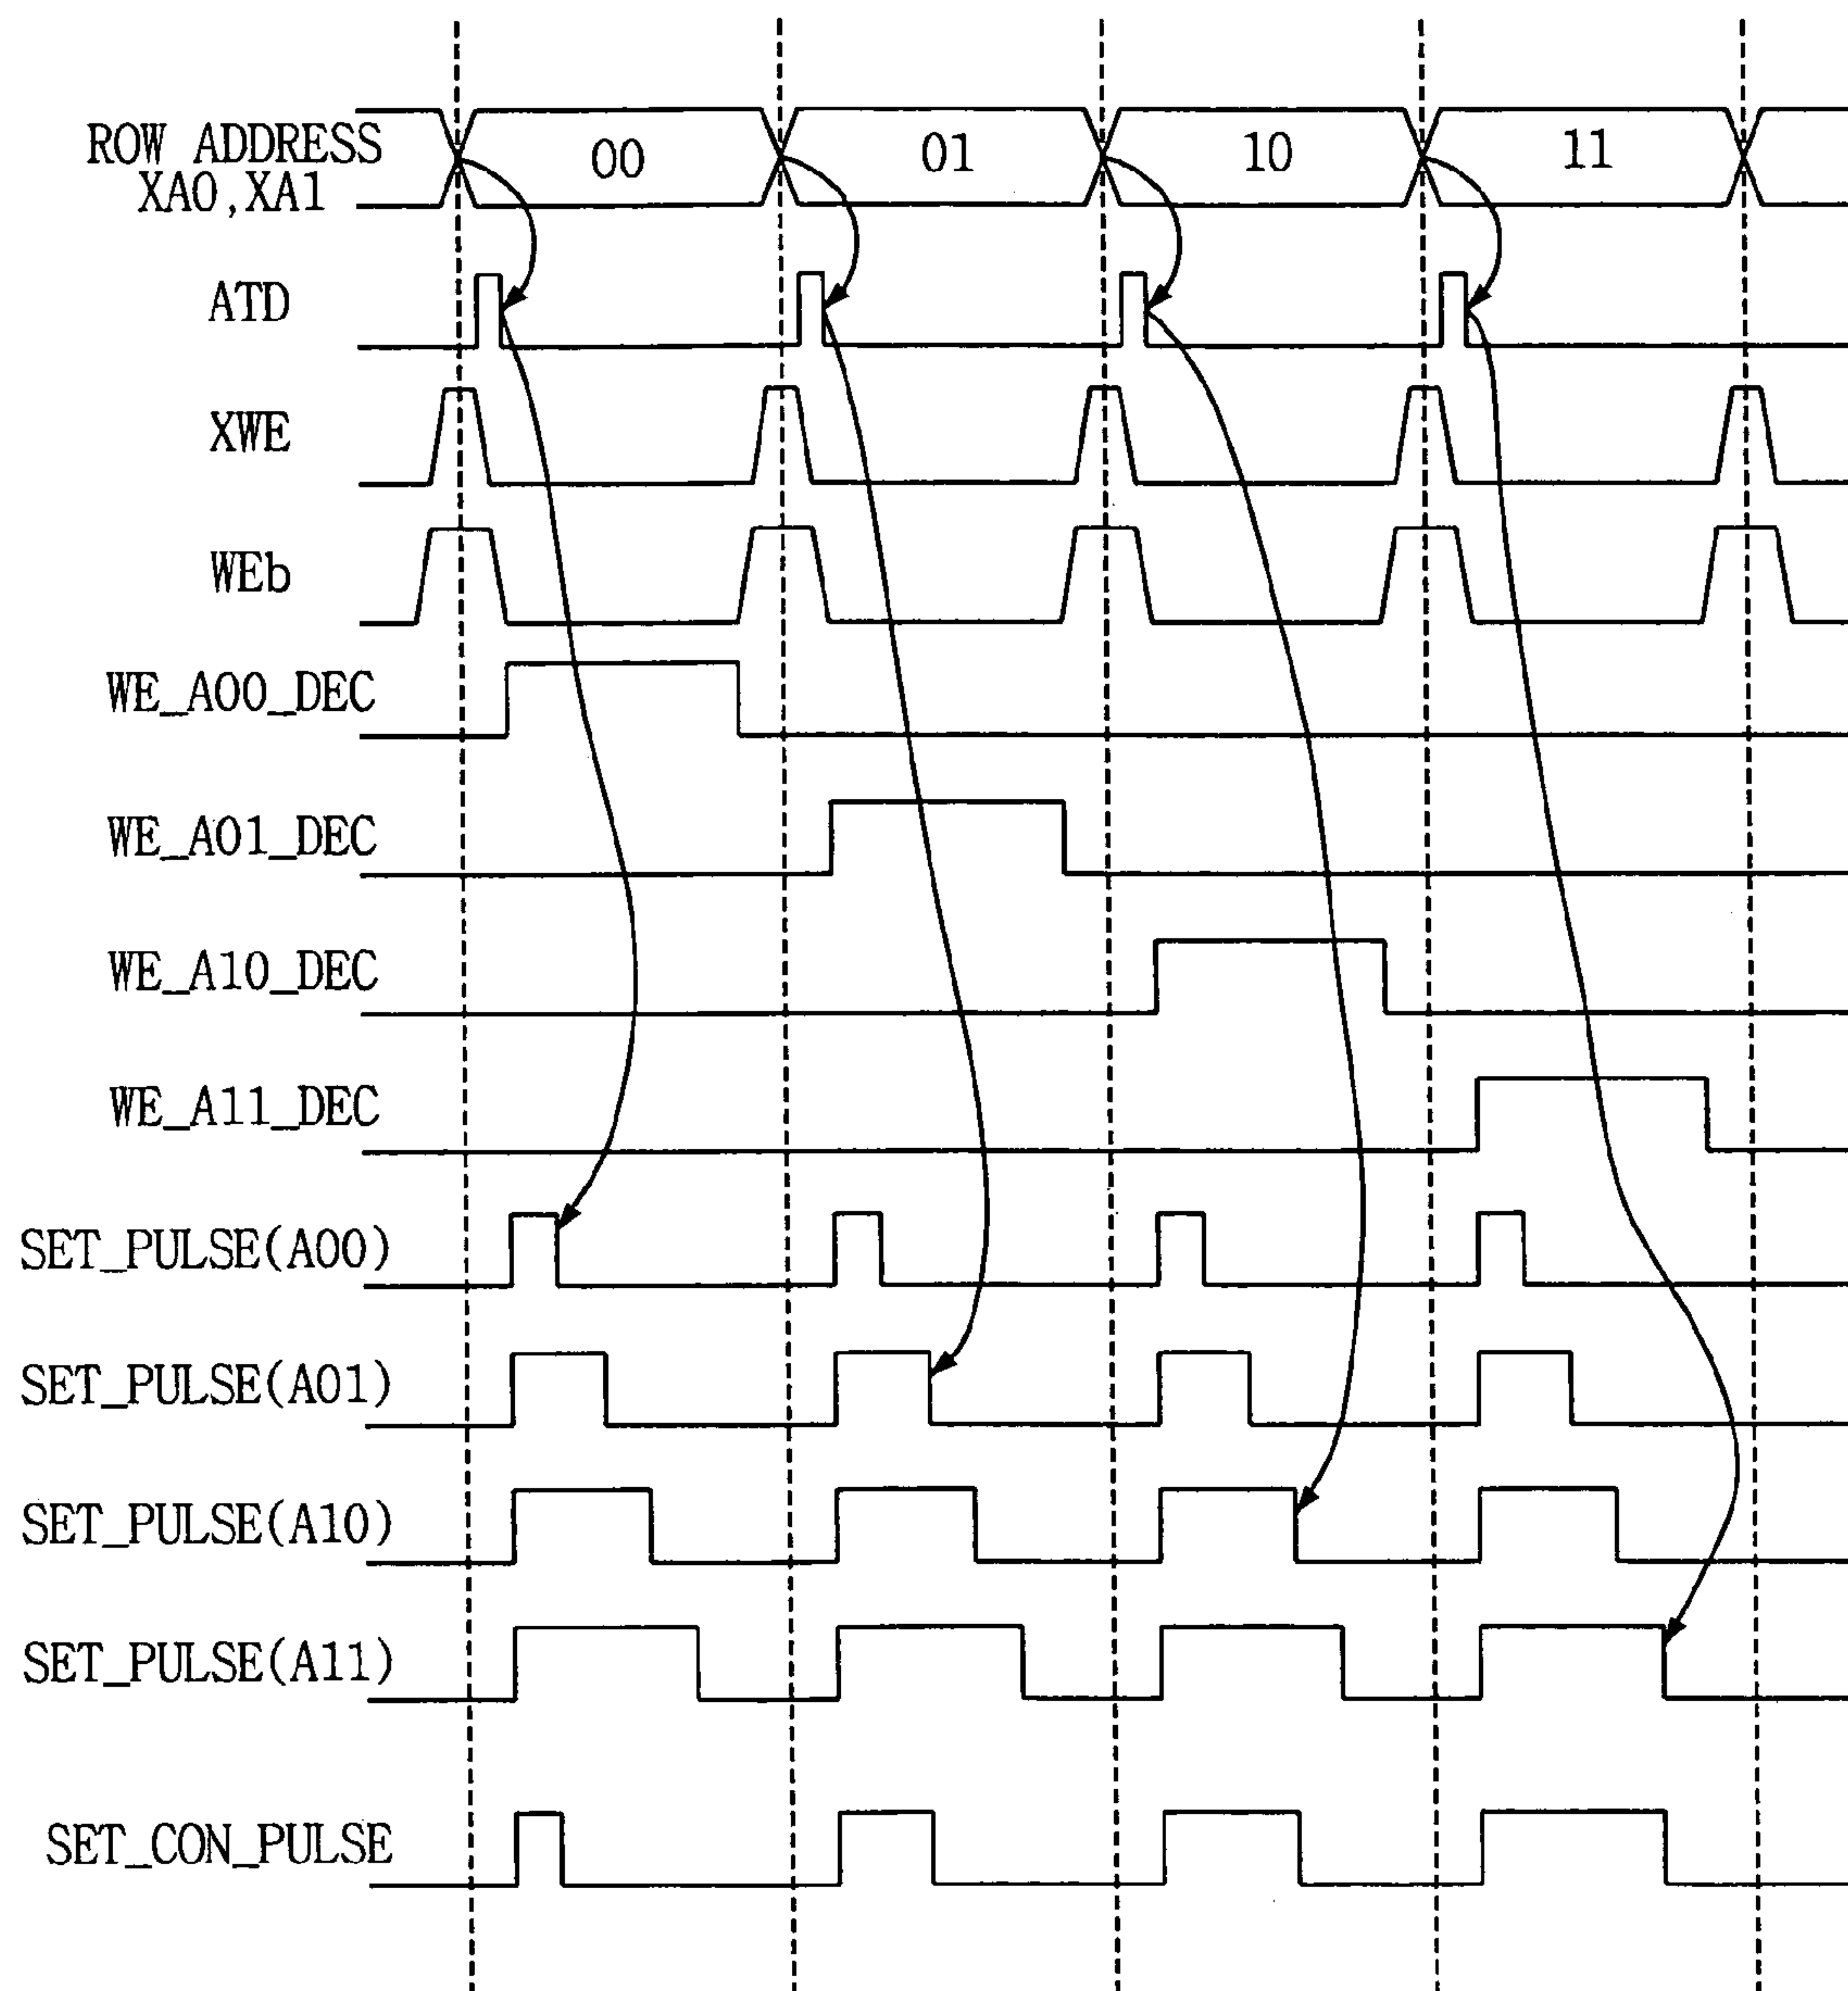 ROW ADDRESS
XA0,XA1
00
01
10
11
ATD
XWE
WEb
WE_A00_DEC
WE_A01_DEC
WE_A10_DEC
WE_A11_DEC
SET_PULSE(A00)
SET_PULSE(A01)
SET_PULSE(A10)
SET_PULSE(A11)
SET_CON_PULSE